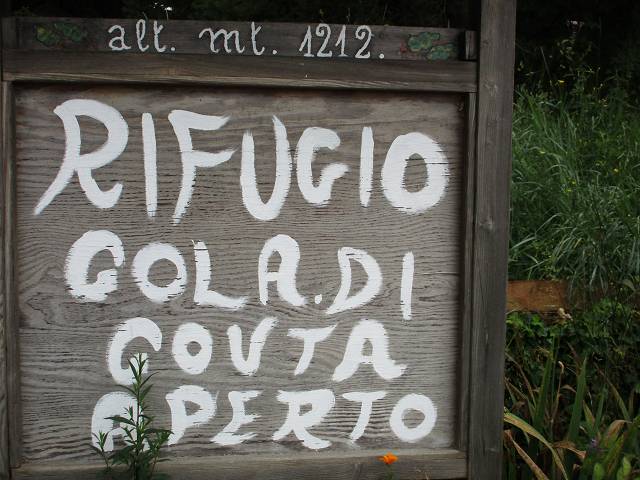 alt. mt. 1212.
RIFUGIO
GOLA.DI
GOUTA
APERTO